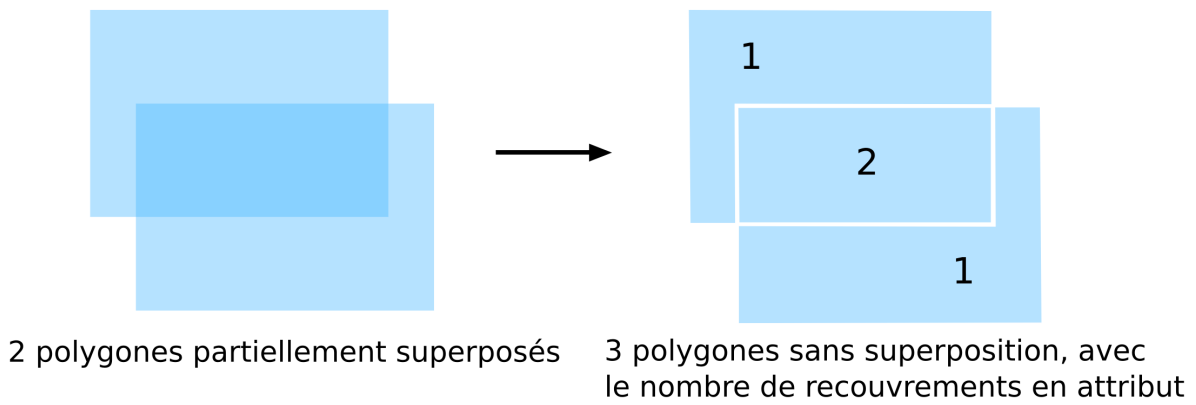 1
2
1
2 polygones partiellement superposés
3 polygones sans superposition, avec
le nombre de recouvrements en attribut